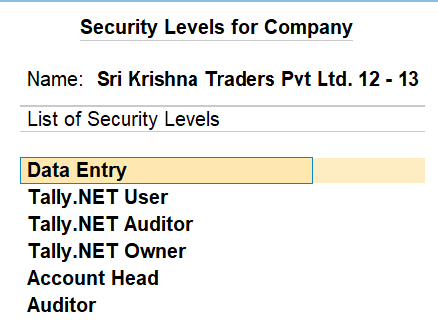 Security Levels for Company
Name: Sri Krishna Traders Pvt Ltd. 12 - 13
List of Security Levels
Data Entry
Tally.NET User
Tally.NET Auditor
Tally.NET Owner
Account Head
Auditor